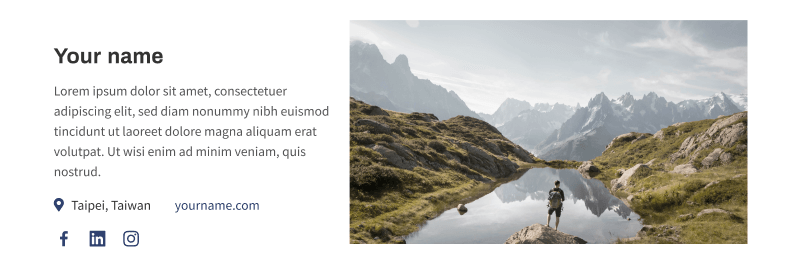 Your name
Lorem ipsum dolor sit amet, consectetuer
adipiscing elit, sed diam nonummy nibh euismod
tincidunt ut laoreet dolore magna aliquam erat
volutpat. Ut wisi enim ad minim veniam, quis
nostrud.
Taipei, Taiwan yourname.com